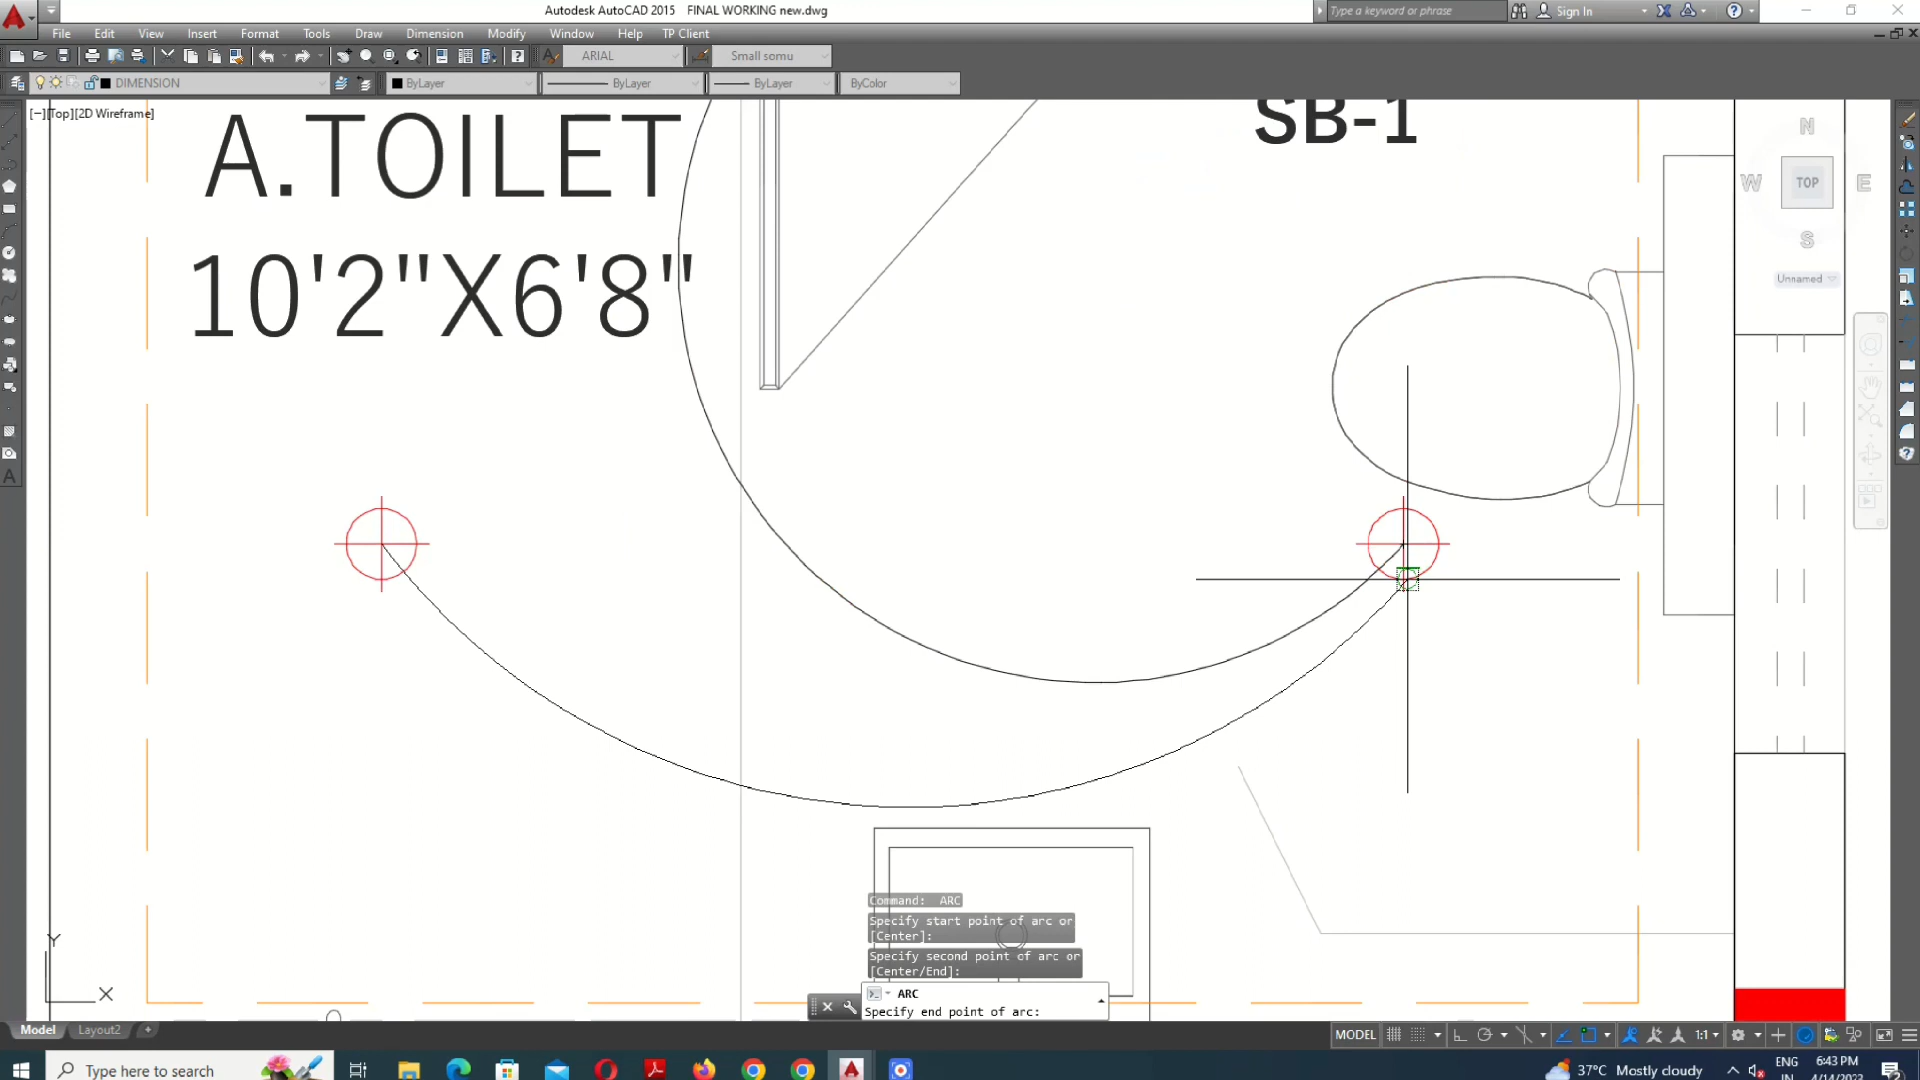 Autodesk AutoCAD 2015 FINAL WORKING new.dwg
Type a keyword or phrase
Sign In
File Edit View Insert Format Tools Draw Dimension Modify Window Help TP Client
ARIAL
Small somu
DIMENSION
ByLayer
ByLayer
ByLayer
ByColor
[−][Top][2D Wireframe]
A.TOILET
10'2"X6'8"
SB-1
N
W
TOP
E
S
Unnamed
Command: ARC
Specify start point of arc or
[Center]:
Specify second point of arc or
[Center/End]:
ARC
Specify end point of arc:
Y
X
Model
Layout2
MODEL
1:1
Type here to search
37°C Mostly cloudy
ENG
IN
6:43 PM